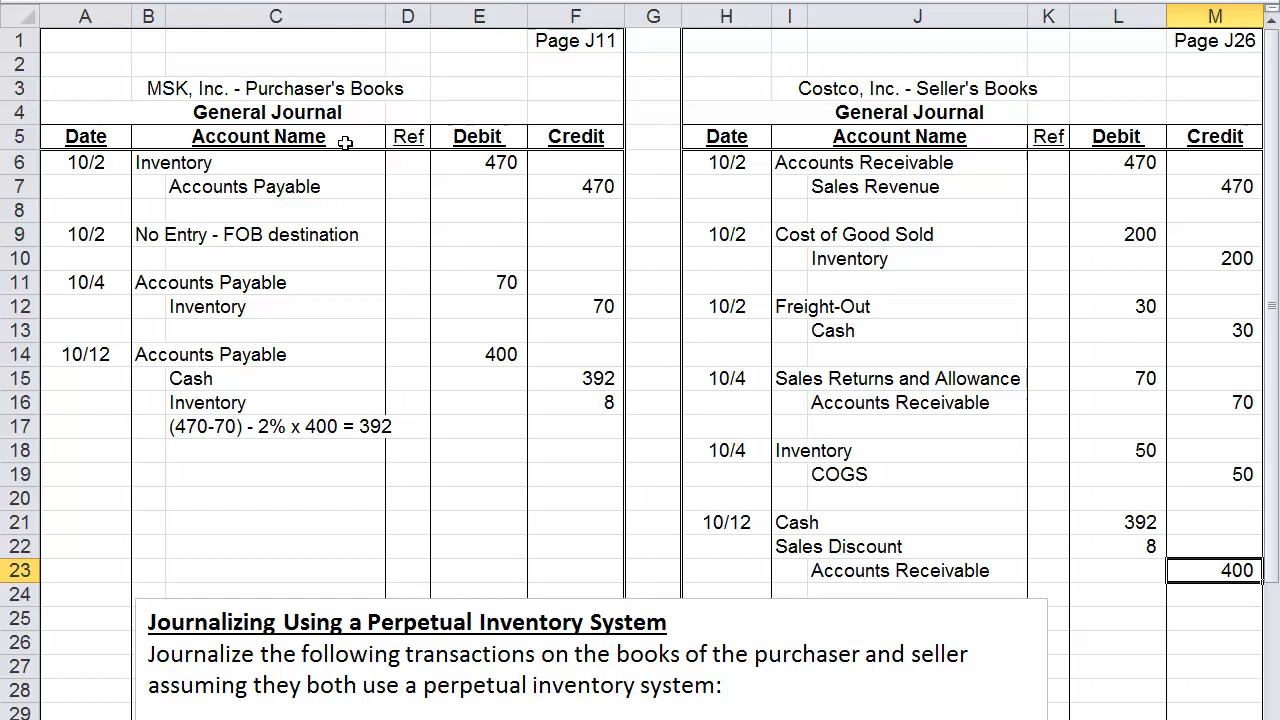 A B C D E F G H I J K L M
1 Page J11 Page J26
2
3 MSK, Inc. - Purchaser's Books Costco, Inc. - Seller's Books
4 General Journal General Journal
5 Date Account Name Ref Debit Credit Date Account Name Ref Debit Credit
6 10/2 Inventory 470 10/2 Accounts Receivable 470
7 Accounts Payable 470 Sales Revenue 470
8
9 10/2 No Entry - FOB destination 10/2 Cost of Good Sold 200
10 Inventory 200
11 10/4 Accounts Payable 70 10/2 Freight-Out 30
12 Inventory 70 Cash 30
13
14 10/12 Accounts Payable 400 10/4 Sales Returns and Allowance 70
15 Cash 392 Accounts Receivable 70
16 Inventory 8
17 (470-70) - 2% x 400 = 392 10/4 Inventory 50
18 COGS 50
19
20 10/12 Cash 392
21 Sales Discount 8
22 Accounts Receivable 400
23
24
25 Journalizing Using a Perpetual Inventory System
26 Journalize the following transactions on the books of the purchaser and seller
27 assuming they both use a perpetual inventory system:
28
29